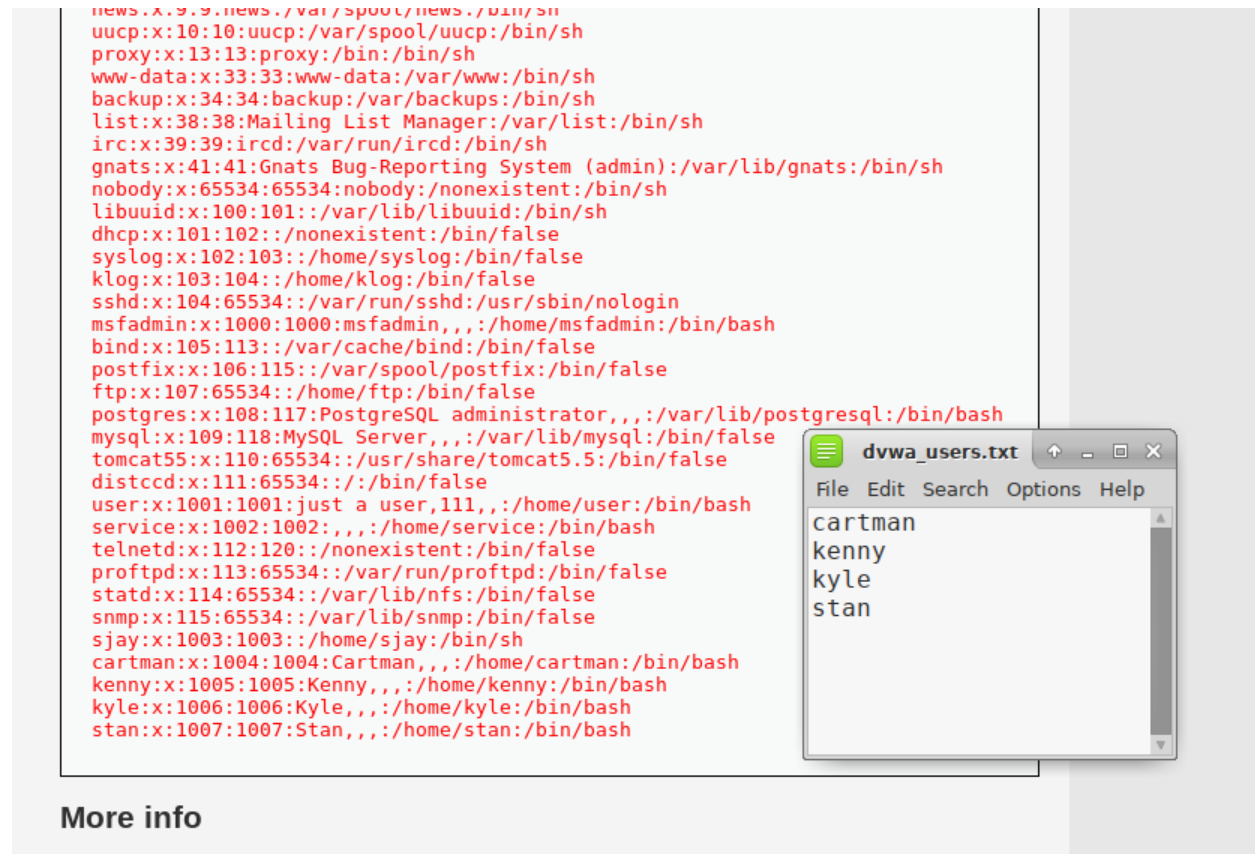 news:x:9:9:news:/var/spool/news:/bin/sh
uucp:x:10:10:uucp:/var/spool/uucp:/bin/sh
proxy:x:13:13:proxy:/bin:/bin/sh
www-data:x:33:33:www-data:/var/www:/bin/sh
backup:x:34:34:backup:/var/backups:/bin/sh
list:x:38:38:Mailing List Manager:/var/list:/bin/sh
irc:x:39:39:ircd:/var/run/ircd:/bin/sh
gnats:x:41:41:Gnats Bug-Reporting System (admin):/var/lib/gnats:/bin/sh
nobody:x:65534:65534:nobody:/nonexistent:/bin/sh
libuuid:x:100:101::/var/lib/libuuid:/bin/sh
dhcp:x:101:102::/nonexistent:/bin/false
syslog:x:102:103::/home/syslog:/bin/false
klog:x:103:104::/home/klog:/bin/false
sshd:x:104:65534::/var/run/sshd:/usr/sbin/nologin
msfadmin:x:1000:1000:msfadmin,,,:/home/msfadmin:/bin/bash
bind:x:105:113::/var/cache/bind:/bin/false
postfix:x:106:115::/var/spool/postfix:/bin/false
ftp:x:107:65534::/home/ftp:/bin/false
postgres:x:108:117:PostgreSQL administrator,,,:/var/lib/postgresql:/bin/bash
mysql:x:109:118:MySQL Server,,,:/var/lib/mysql:/bin/false
tomcat55:x:110:65534::/usr/share/tomcat5.5:/bin/false
distccd:x:111:65534::/:/bin/false
user:x:1001:1001:just a user,111,,:/home/user:/bin/bash
service:x:1002:1002:,,,:/home/service:/bin/bash
telnetd:x:112:120::/nonexistent:/bin/false
proftpd:x:113:65534::/var/run/proftpd:/bin/false
statd:x:114:65534::/var/lib/nfs:/bin/false
snmp:x:115:65534::/var/lib/snmp:/bin/false
sjay:x:1003:1003::/home/sjay:/bin/sh
cartman:x:1004:1004:Cartman,,,:/home/cartman:/bin/bash
kenny:x:1005:1005:Kenny,,,:/home/kenny:/bin/bash
kyle:x:1006:1006:Kyle,,,:/home/kyle:/bin/bash
stan:x:1007:1007:Stan,,,:/home/stan:/bin/bash
dvwa_users.txt
File Edit Search Options Help
cartman
kenny
kyle
stan
More info